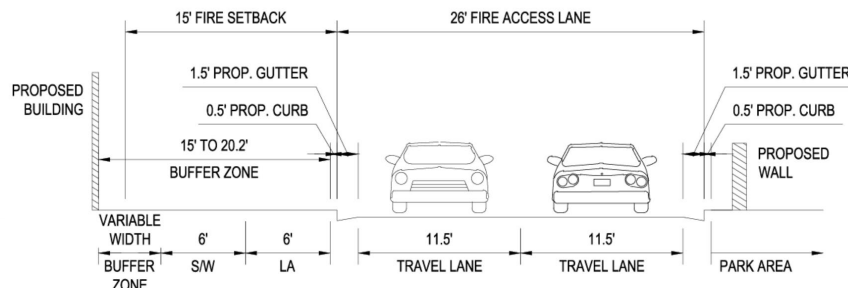 15' FIRE SETBACK
26' FIRE ACCESS LANE
1.5' PROP. GUTTER
1.5' PROP. GUTTER
PROPOSED
BUILDING
0.5' PROP. CURB
0.5' PROP. CURB
15' TO 20.2'
BUFFER ZONE
PROPOSED
WALL
VARIABLE
WIDTH
BUFFER
ZONE
6'
S/W
6'
LA
11.5'
TRAVEL LANE
11.5'
TRAVEL LANE
PARK AREA